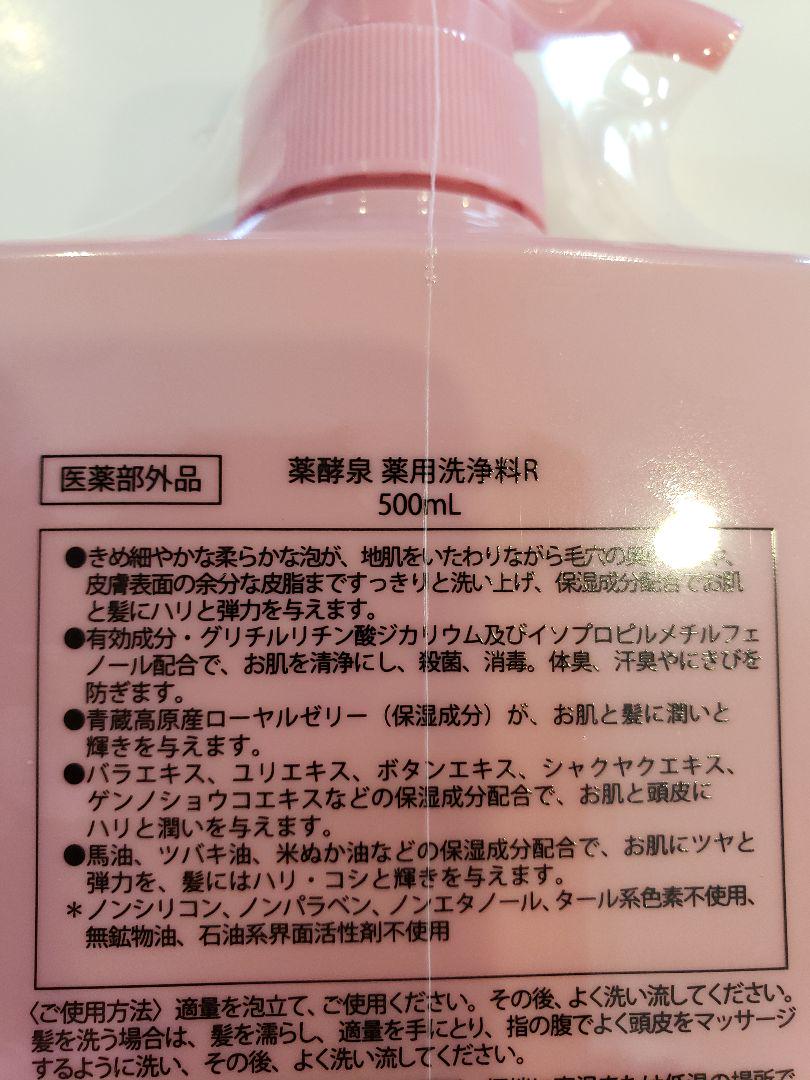 医薬部外品
薬酵泉 薬用洗浄料R
500mL
●きめ細やかな柔らかな泡が、地肌をいたわりながら毛穴の
皮膚表面の余分な皮脂まですっきりと洗い上げ、保湿成分配合でお肌
と髪にハリと弾力を与えます。
●有効成分・グリチルリチン酸ジカリウム及びイソプロピルメチルフェ
ノール配合で、お肌を清浄にし、殺菌、消毒。体臭、汗臭やにきびを
防ぎます。
●青蔵高原産ローヤルゼリー（保湿成分）が、お肌と髪に潤いと
輝きを与えます。
●バラエキス、ユリエキス、ボタンエキス、シャクヤクエキス、
ゲンノショウコエキスなどの保湿成分配合で、お肌と頭皮に
ハリと潤いを与えます。
●馬油、ツバキ油、米ぬか油などの保湿成分配合で、お肌にツヤと
弾力を、髪にはハリ・コシと輝きを与えます。
＊ノンシリコン、ノンパラベン、ノンエタノール、タール系色素不使用、
無鉱物油、石油系界面活性剤不使用
〈ご使用方法〉適量を泡立て、ご使用ください。その後、よく洗い流してください。
髪を洗う場合は、髪を濡らし、適量を手にとり、指の腹でよく頭皮をマッサージ
するように洗い、その後、よく洗い流してください。